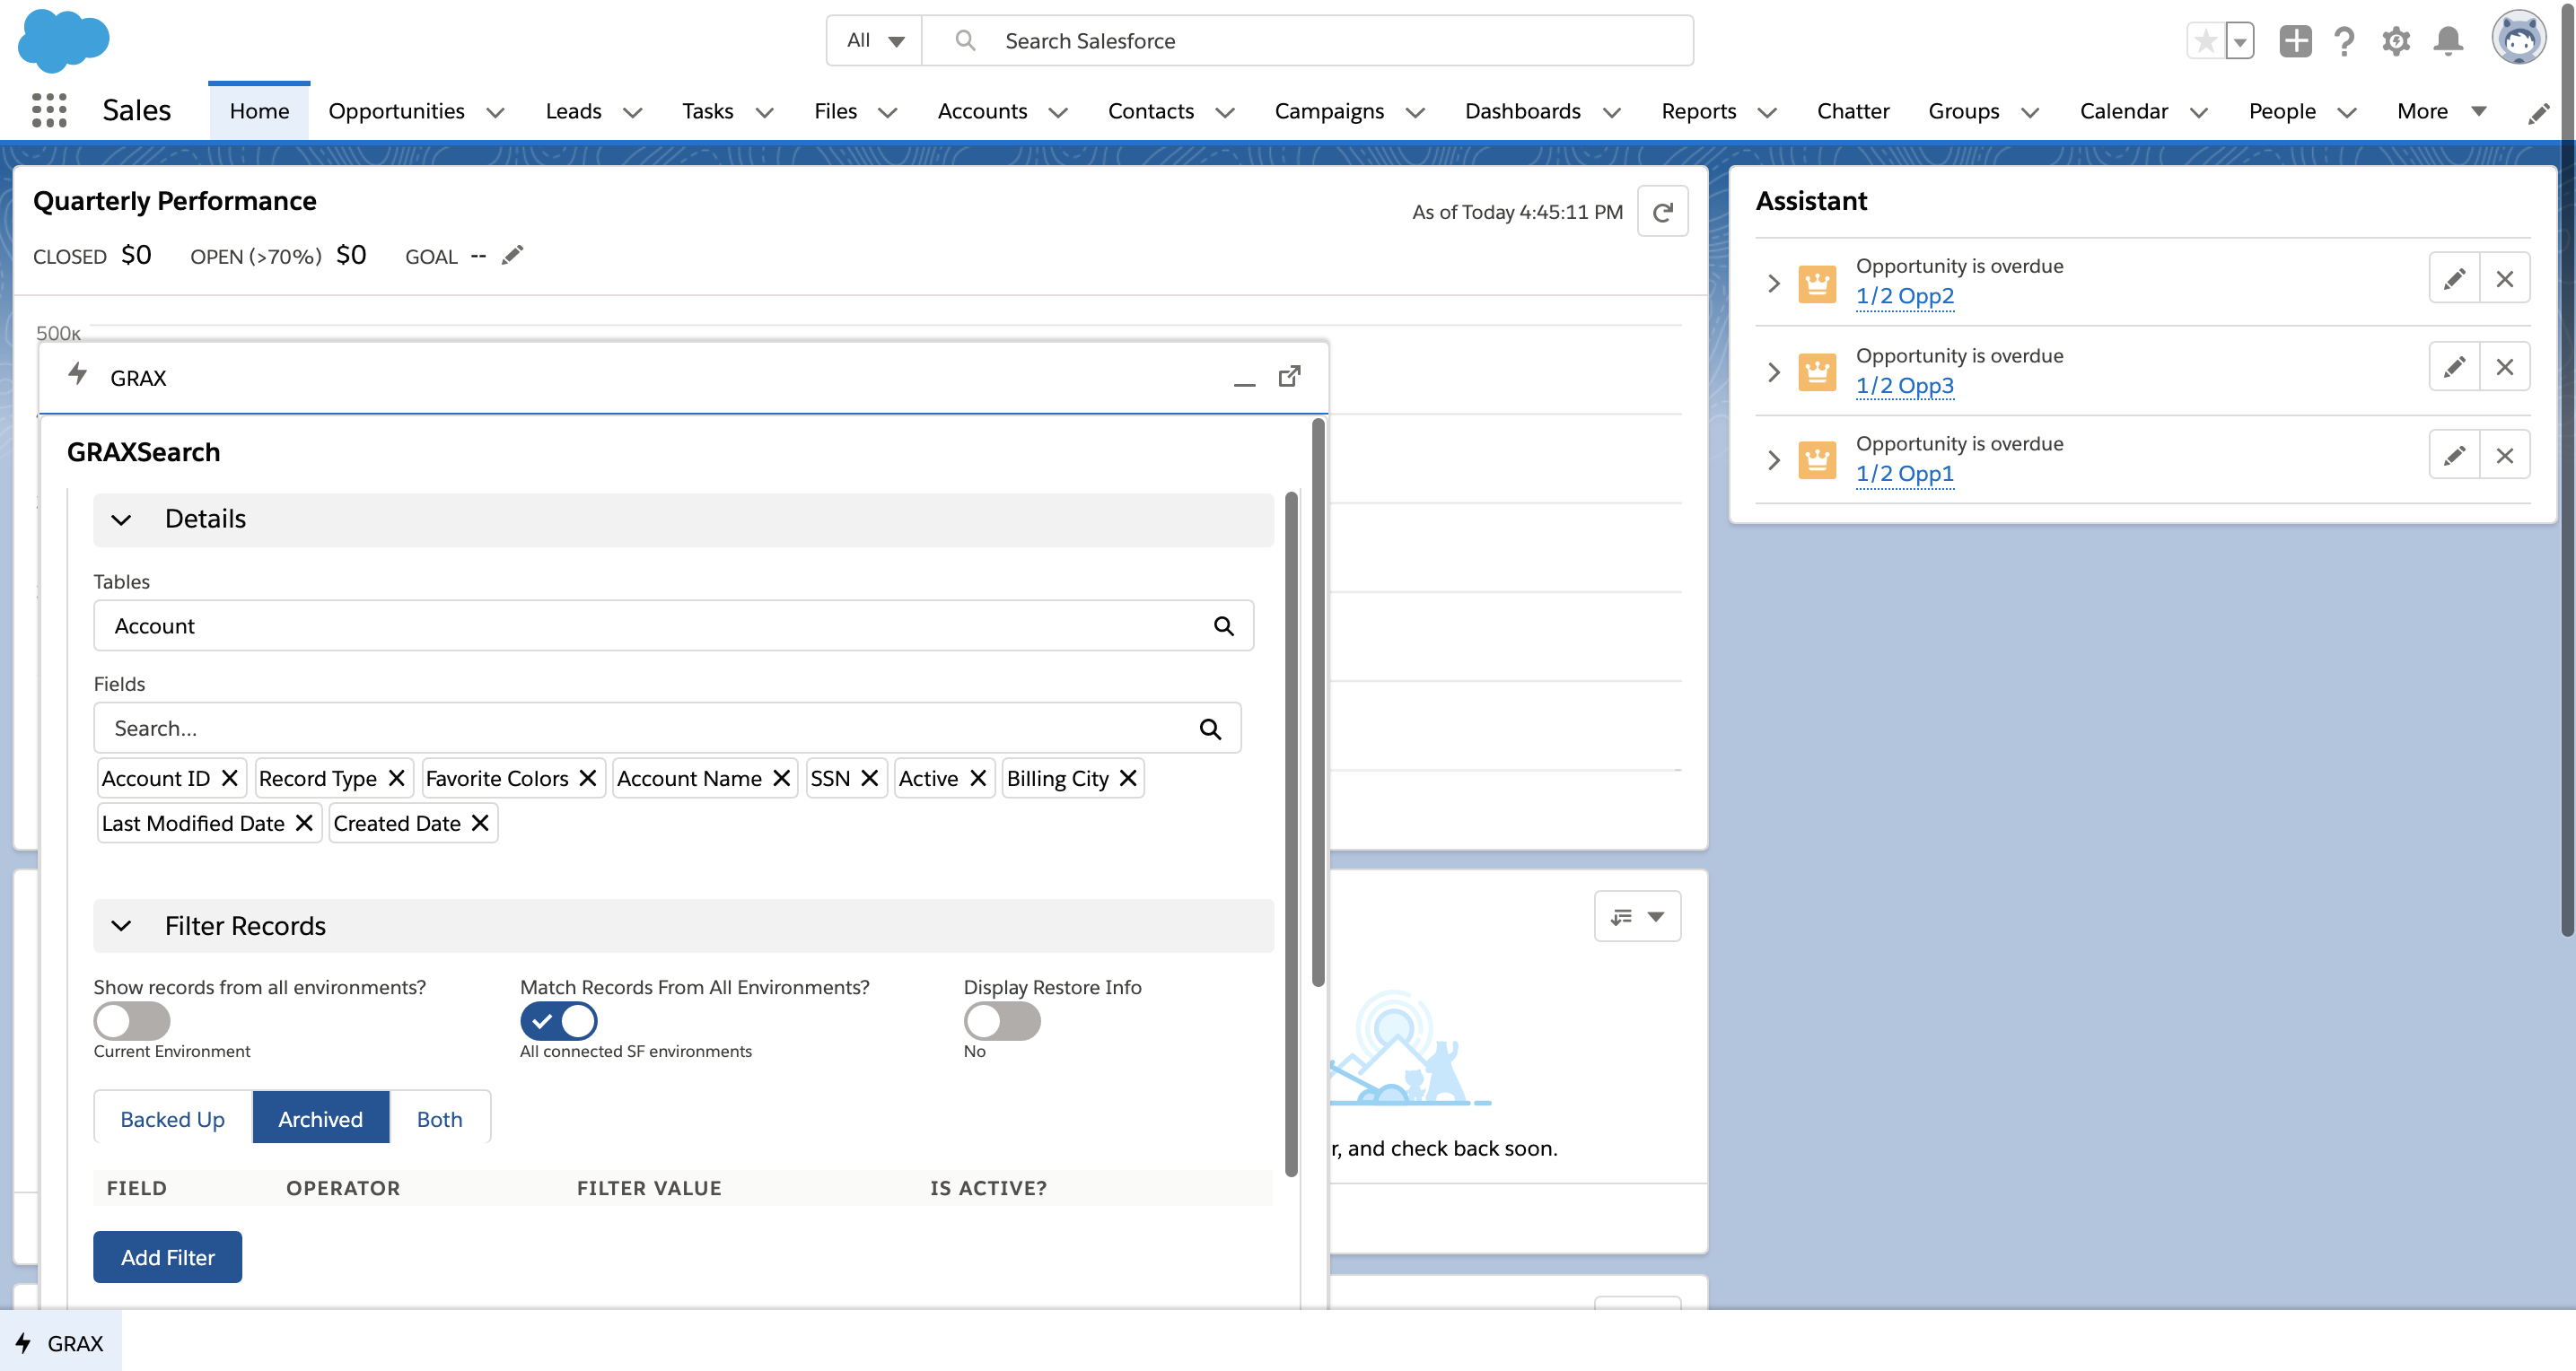 All
Search Salesforce
Sales
Home
Opportunities
Leads
Tasks
Files
Accounts
Contacts
Campaigns
Dashboards
Reports
Chatter
Groups
Calendar
People
More
Quarterly Performance
As of Today 4:45:11 PM
CLOSED $0 OPEN (>70%) $0 GOAL --
500K
Assistant
Opportunity is overdue
1/2 Opp2
Opportunity is overdue
1/2 Opp3
Opportunity is overdue
1/2 Opp1
GRAX
GRAXSearch
Details
Tables
Account
Fields
Search...
Account ID Record Type Favorite Colors Account Name SSN Active Billing City
Last Modified Date Created Date
Filter Records
Show records from all environments? Match Records From All Environments? Display Restore Info
Current Environment All connected SF environments No
Backed Up Archived Both
FIELD OPERATOR FILTER VALUE IS ACTIVE?
Add Filter
r, and check back soon.
GRAX